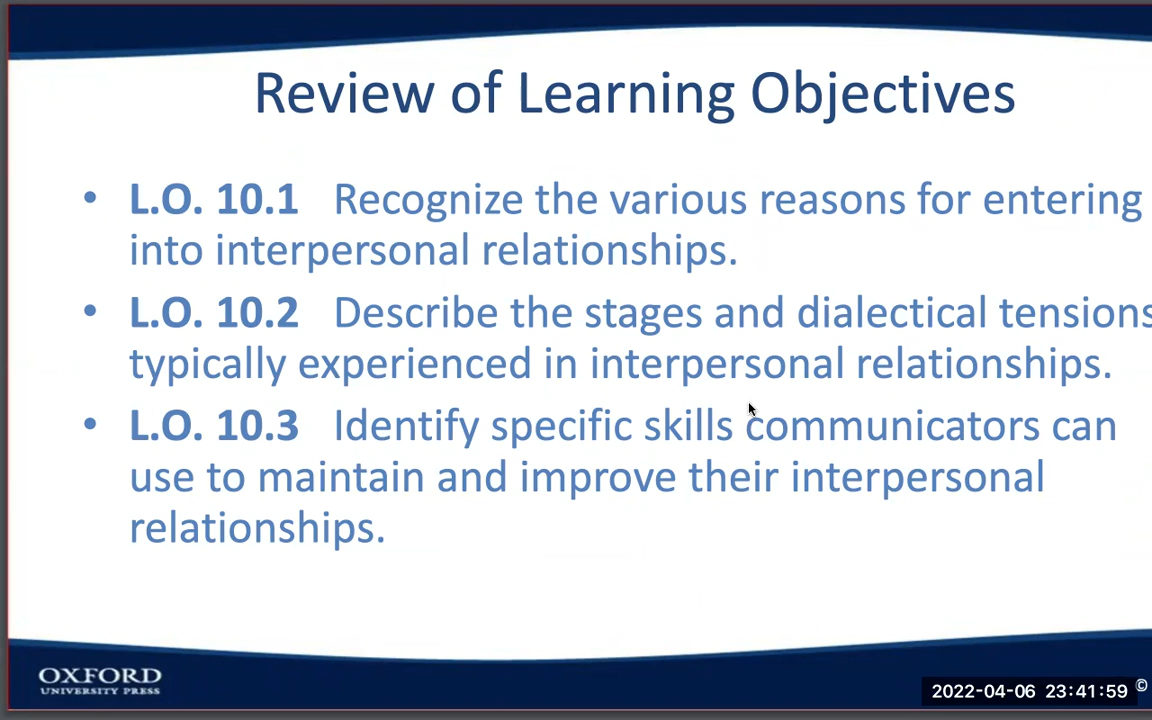 Review of Learning Objectives
• L.O. 10.1 Recognize the various reasons for entering
into interpersonal relationships.
• L.O. 10.2 Describe the stages and dialectical tensions
typically experienced in interpersonal relationships.
• L.O. 10.3 Identify specific skills communicators can
use to maintain and improve their interpersonal
relationships.
OXFORD
UNIVERSITY PRESS
2022-04-06 23:41:59 ©